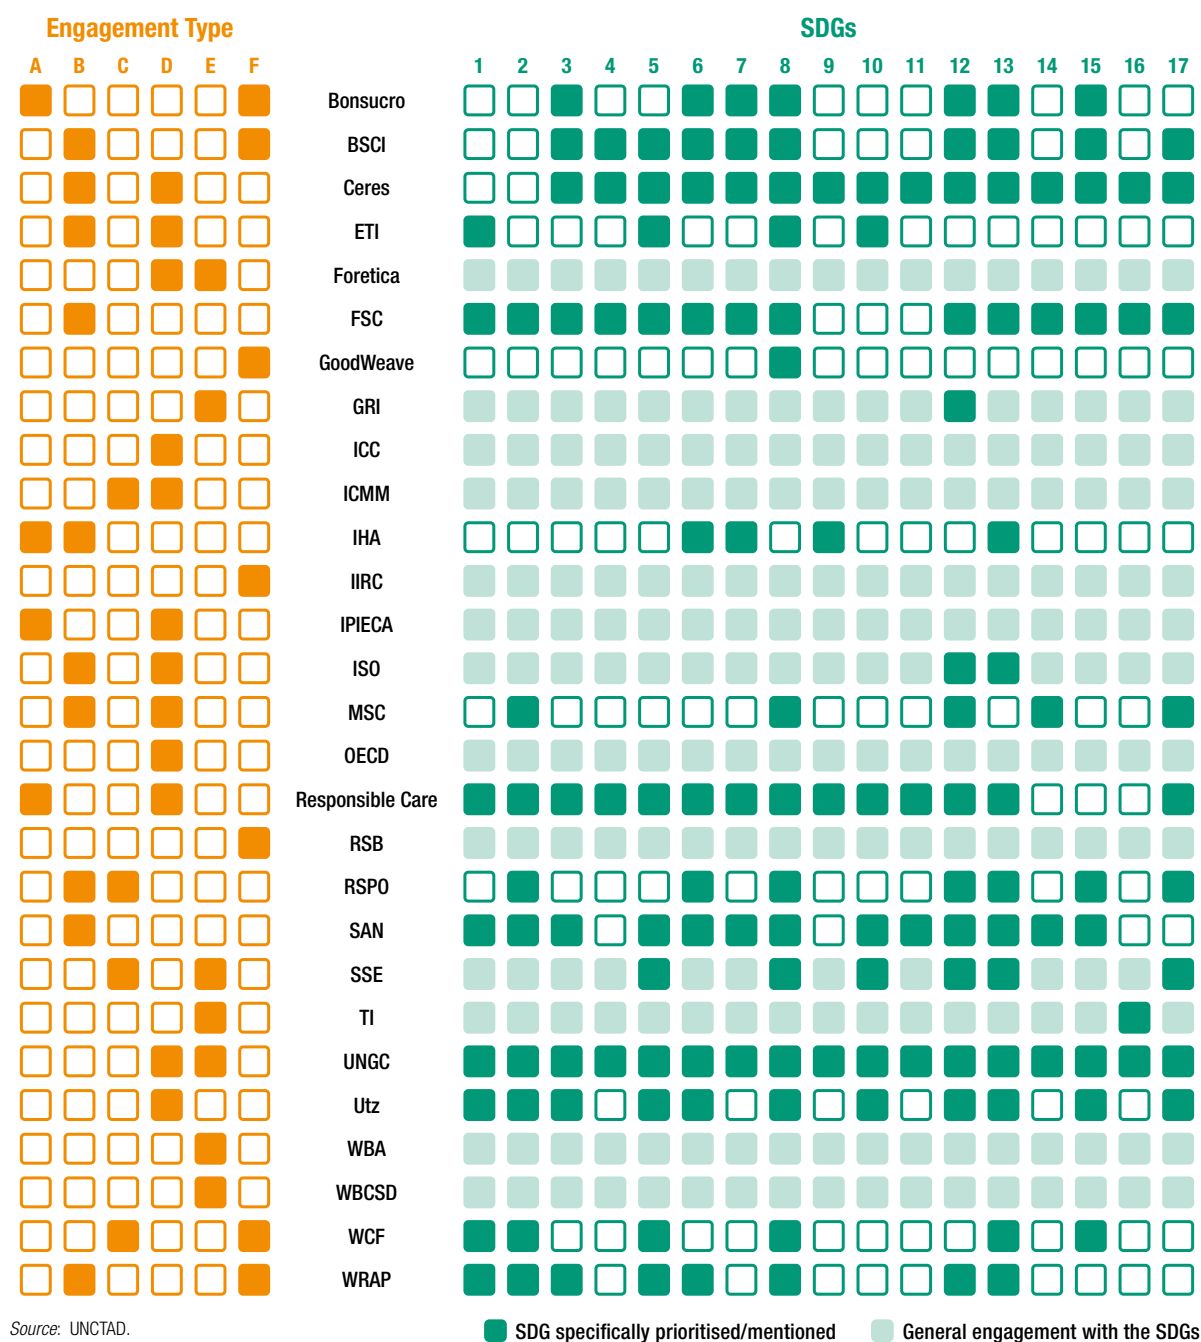 Engagement Type SDGs
A B C D E F 1 2 3 4 5 6 7 8 9 10 11 12 13 14 15 16 17
Bonsucro
BSCI
Ceres
ETI
Foretica
FSC
GoodWeave
GRI
ICC
ICMM
IHA
IIRC
IPIECA
ISO
MSC
OECD
Responsible Care
RSB
RSPO
SAN
SSE
TI
UNGC
Utz
WBA
WBCSD
WCF
WRAP
Source: UNCTAD. SDG specifically prioritised/mentioned General engagement with the SDGs